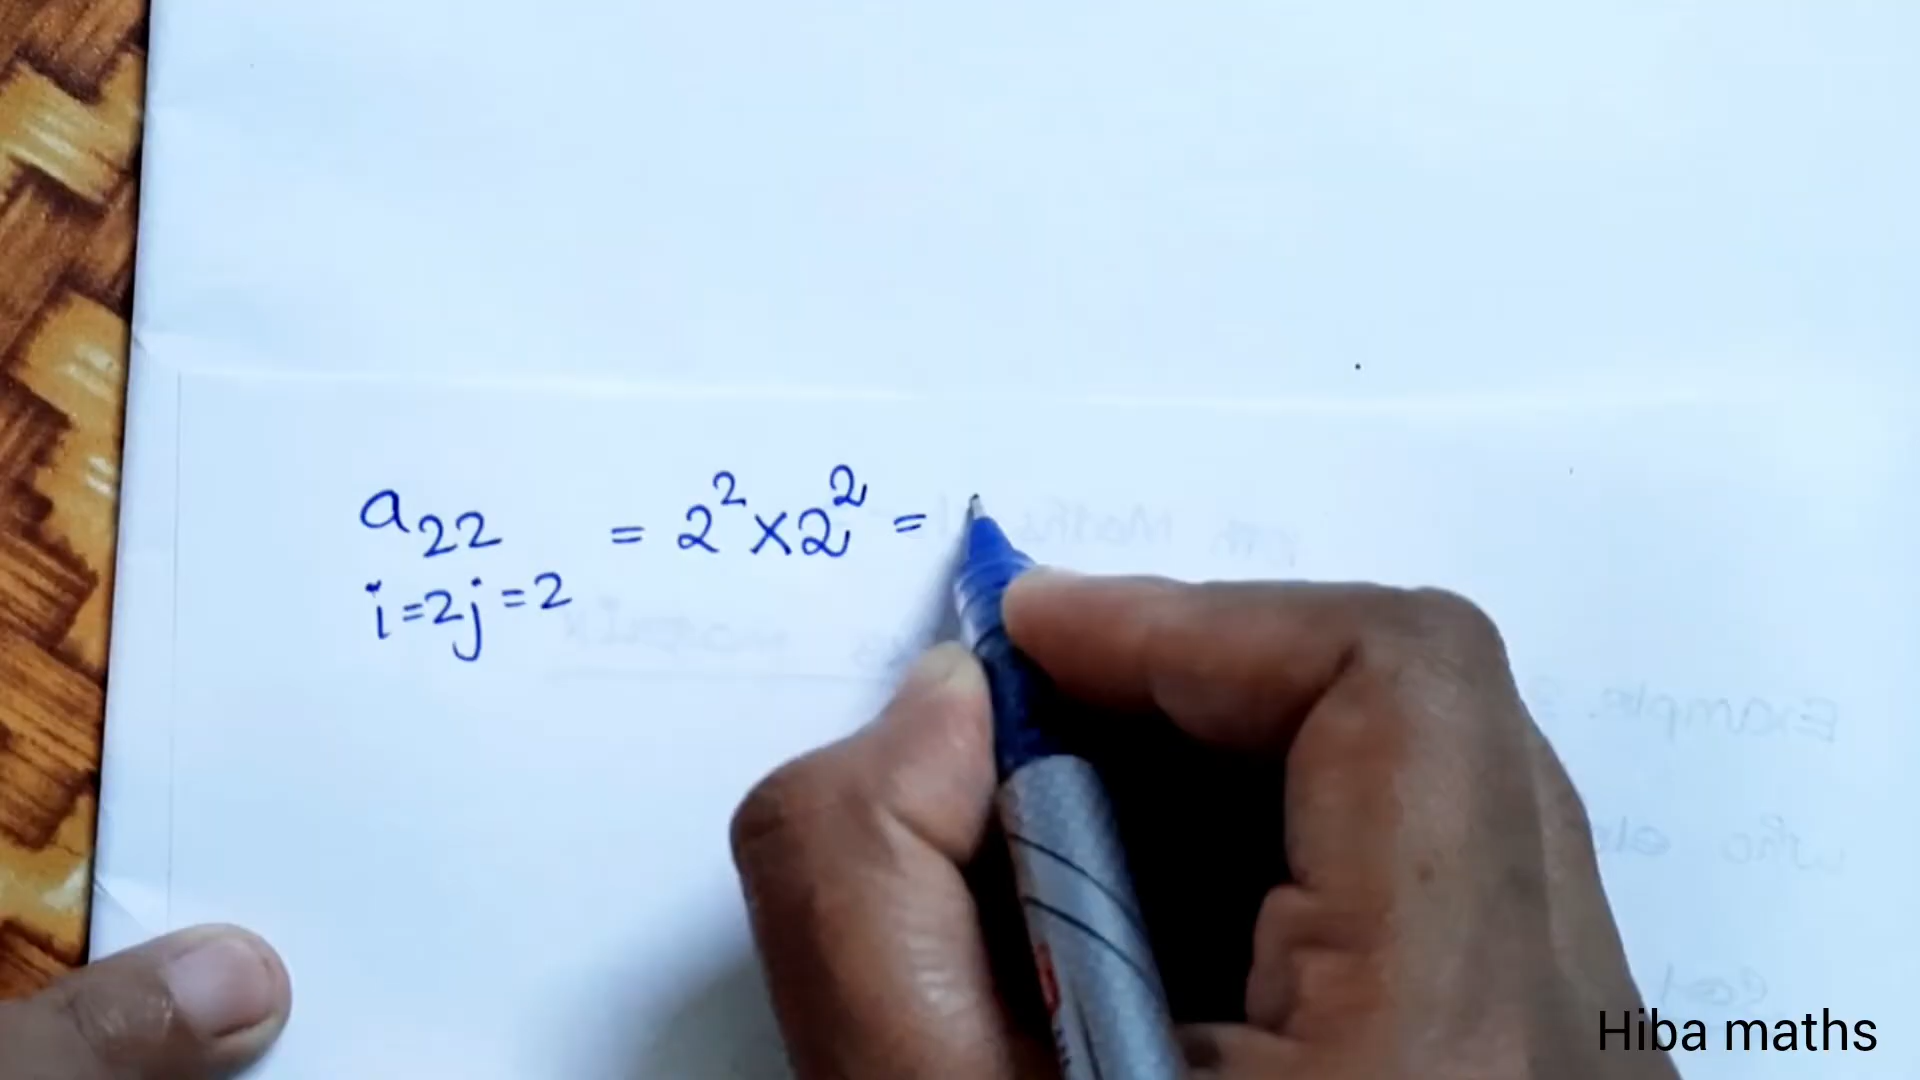 a₂₂ = 2² × 2² =
i=2 j=2
Hiba maths